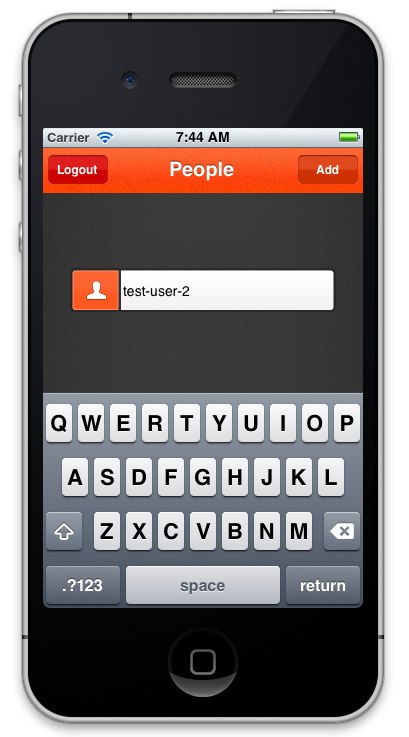 Carrier 7:44 AM
Logout People Add
test-user-2
Q W E R T Y U I O P
A S D F G H J K L
Z X C V B N M
.?123 space return